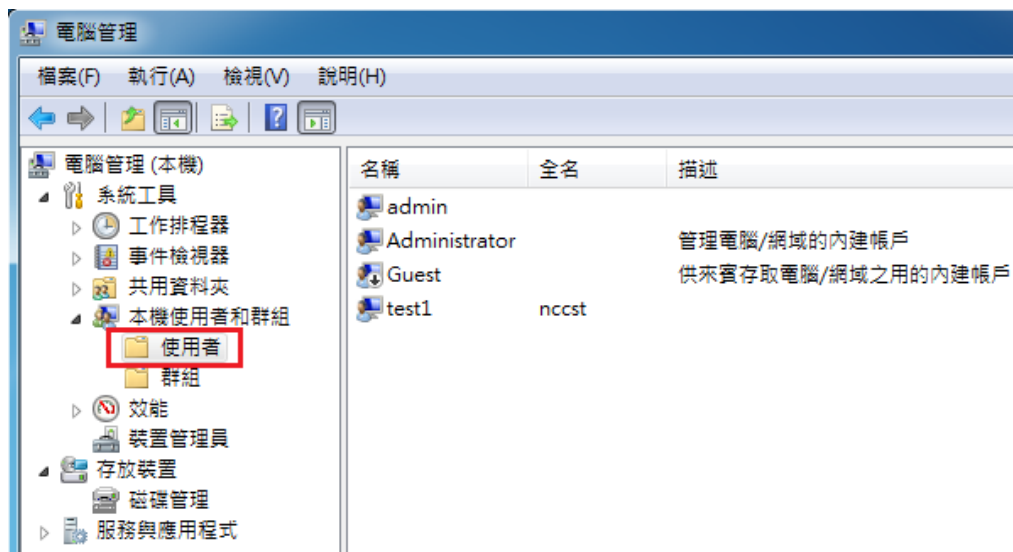 電腦管理
檔案(F) 執行(A) 檢視(V) 說明(H)
電腦管理 (本機)
系統工具
工作排程器
事件檢視器
共用資料夾
本機使用者和群組
使用者
群組
效能
裝置管理員
存放裝置
磁碟管理
服務與應用程式
名稱 全名 描述
admin
Administrator 管理電腦/網域的內建帳戶
Guest 供來賓存取電腦/網域之用的內建帳戶
test1 nccst